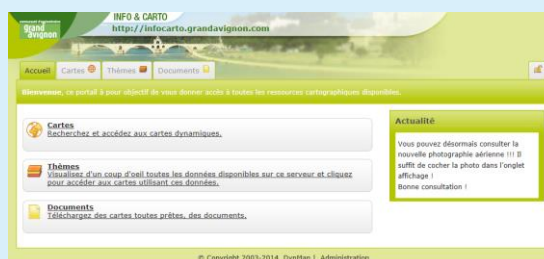 INFO & CARTO
grand
avignon
http://infocarto.grandavignon.com
Accueil Cartes Thèmes Documents
Bienvenue, ce portail à pour objectif de vous donner accès à toutes les ressources cartographiques disponibles.
Cartes
Recherchez et accédez aux cartes dynamiques.
Thèmes
Visualisez d'un coup d'oeil toutes les données disponibles sur ce serveur et cliquez
pour accéder aux cartes utilisant ces données.
Documents
Téléchargez des cartes toutes prêtes, des documents.
Actualité
Vous pouvez désormais consulter la
nouvelle photographie aérienne !!! Il
suffit de cocher la photo dans l'onglet
affichage !
Bonne consultation !
© Copyright 2003-2014, DynMap | Administration